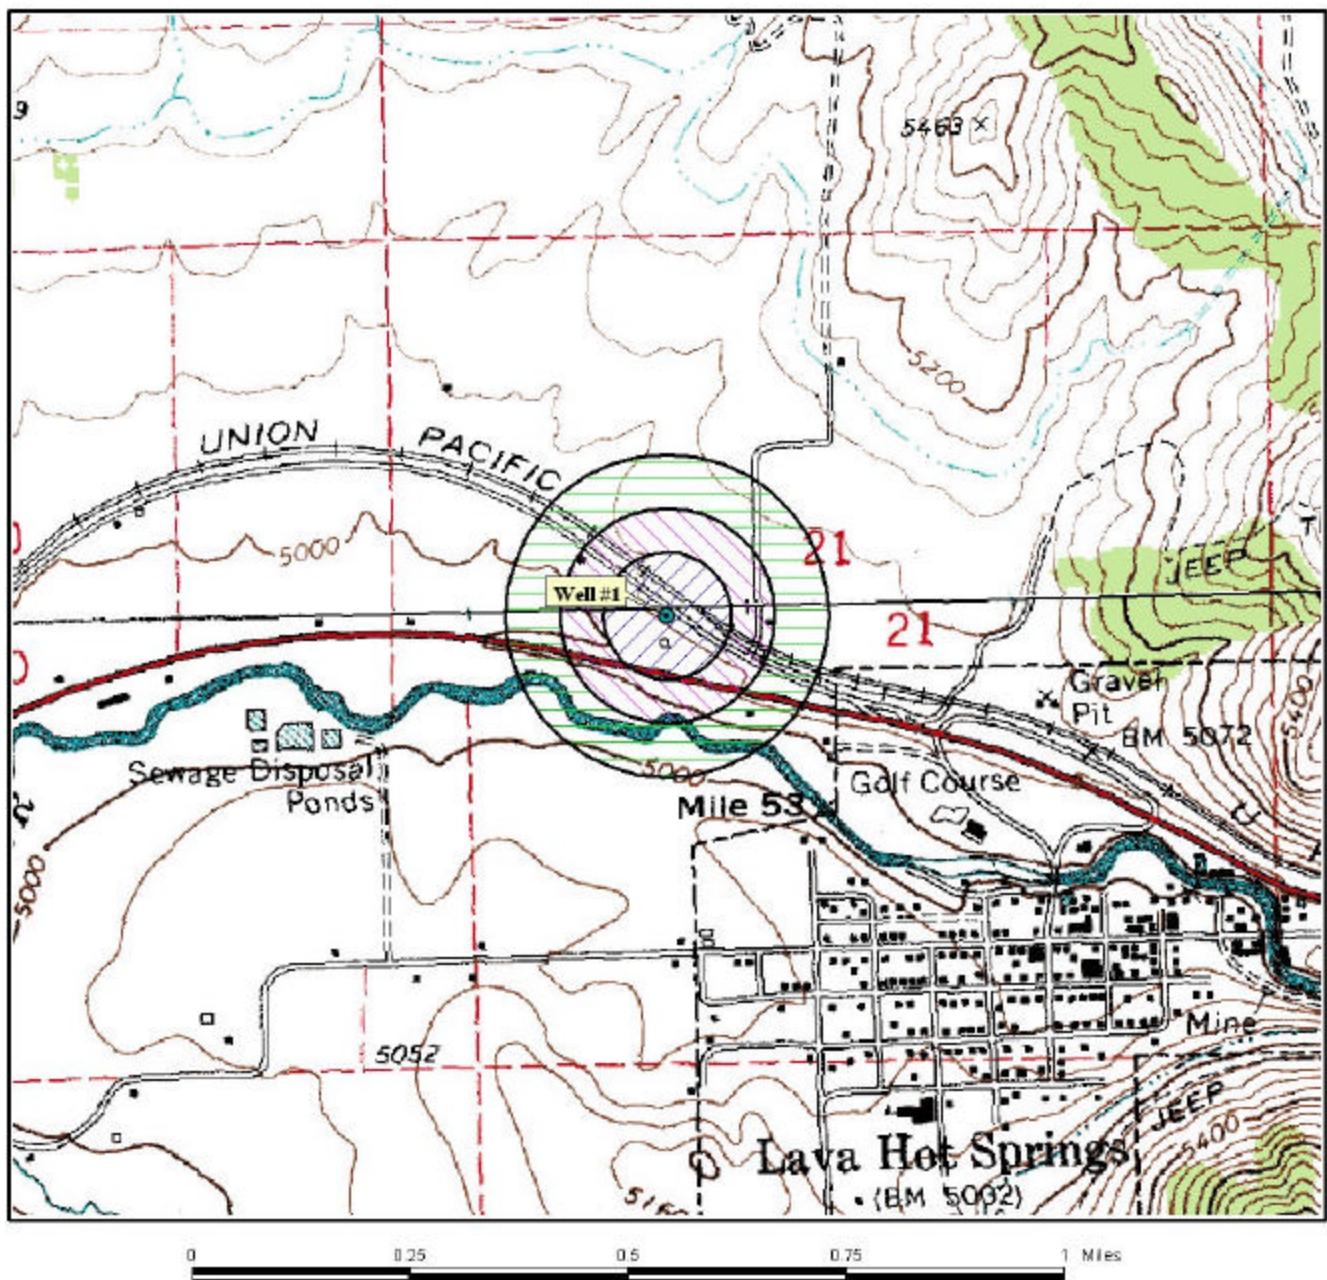 9
5463
5200
UNION PACIFIC
5000
21
JEEP
T
Well #1
21
0
Gravel
Pit
5400
BM 5072
Sewage Disposal
Ponds
5000
Golf Course
Mile 53
R
5000
Mine
5052
JEEP
5400
Lava Hot Springs
(BM 5002)
516
0 0.25 0.5 0.75 1 Miles